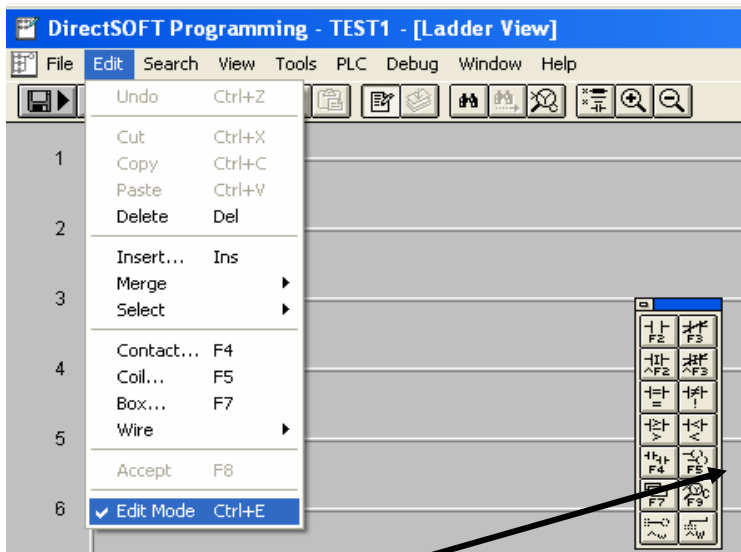 DirectSOFT Programming - TEST1 - [Ladder View]
File Edit Search View Tools PLC Debug Window Help
Undo Ctrl+Z
Cut Ctrl+X
1
Copy Ctrl+C
Paste Ctrl+V
Delete Del
2
Insert... Ins
Merge
3
Select
F2 F3
Contact... F4
^F2 ^F3
4
Coil... F5
Box... F7
= !
Wire
> <
5
Accept F8
F4 F5
6
Edit Mode Ctrl+E
F7 F9
^w ^W